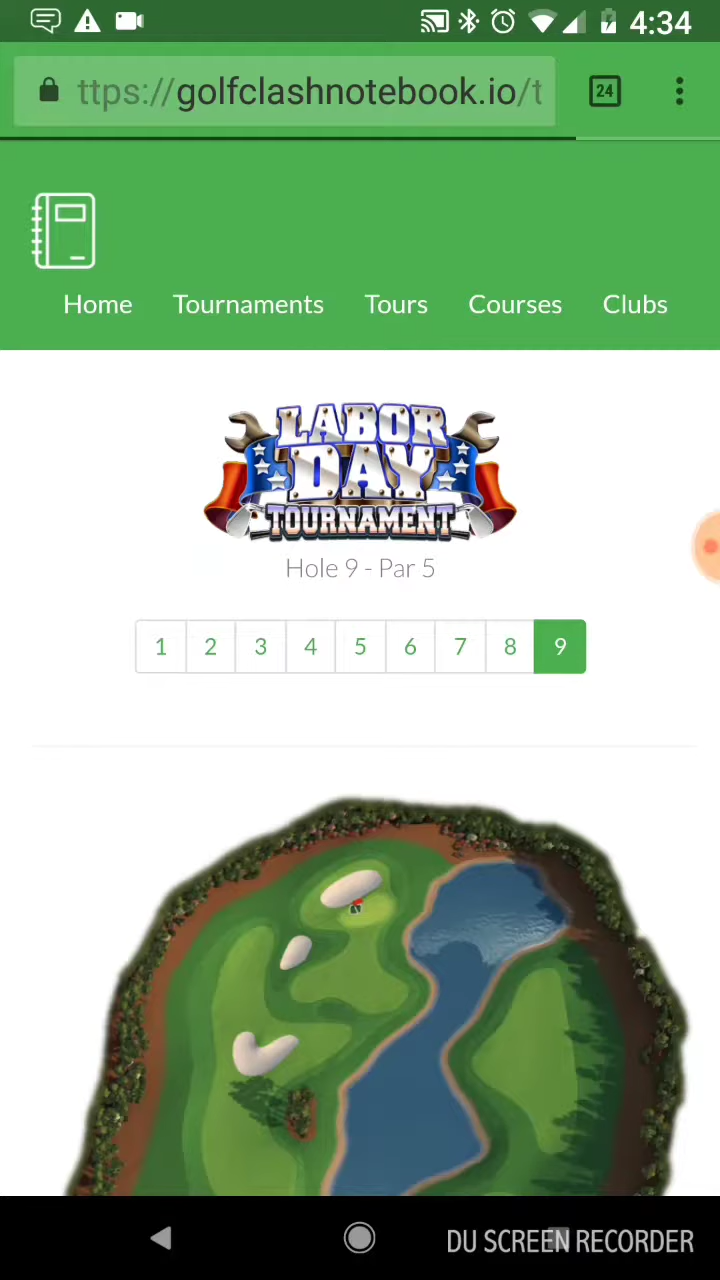 4:34
ttps://golfclashnotebook.io/t
24
Home Tournaments Tours Courses Clubs
LABOR
DAY
TOURNAMENT
Hole 9 - Par 5
1 2 3 4 5 6 7 8 9
DU SCREEN RECORDER